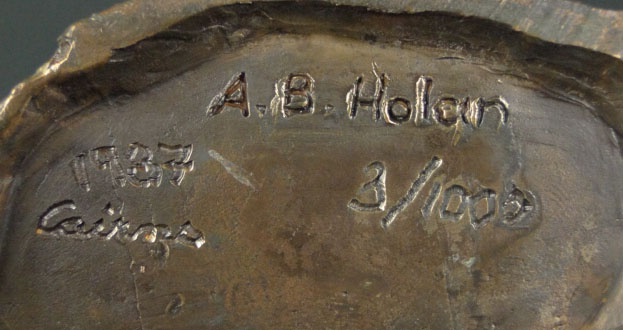 A. B. Holan
1987
3/1000
Cairns